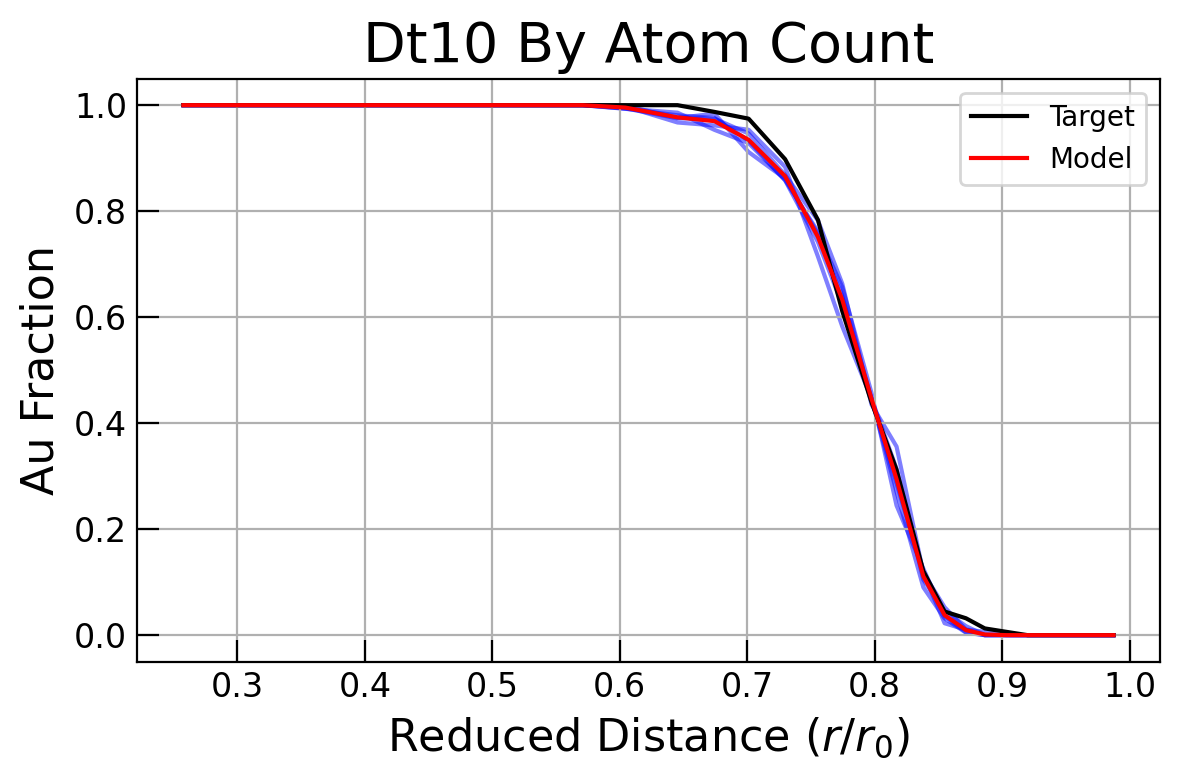 Dt10 By Atom Count
1.0
0.8
0.6
0.4
0.2
0.0
Au Fraction
Target
Model
0.3 0.4 0.5 0.6 0.7 0.8 0.9 1.0
Reduced Distance (r/r₀)